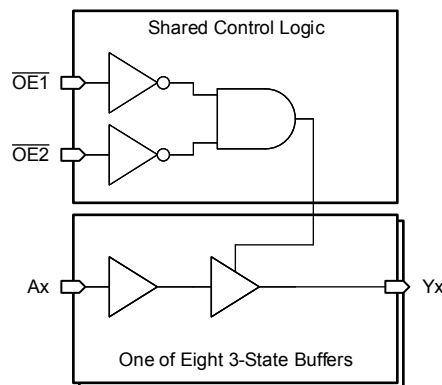 Shared Control Logic
OE1
OE2
Ax
Yx
One of Eight 3-State Buffers